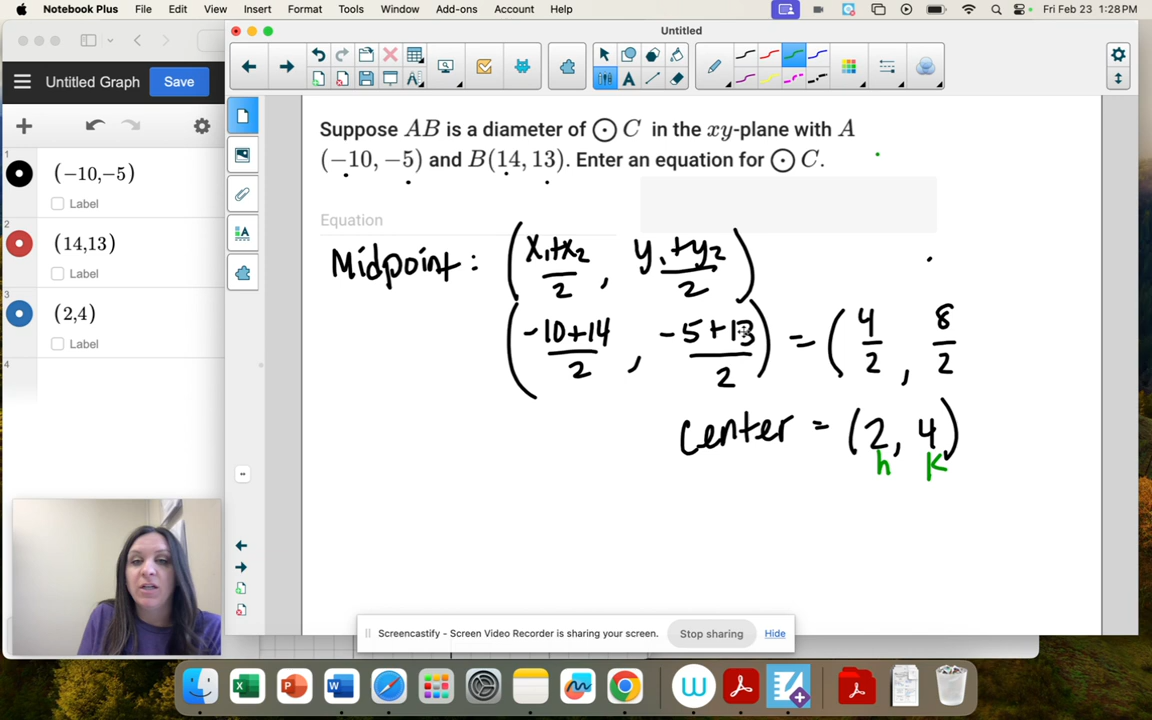 Notebook Plus File Edit View Insert Format Tools Window Add-ons Account Help Fri Feb 23 1:28 PM
Untitled
Untitled Graph Save
1
(−10,−5)
Label
2
(14,13)
Label
3
(2,4)
Label
4
Suppose AB is a diameter of ⊙ C in the xy-plane with A
(−10, −5) and B(14, 13). Enter an equation for ⊙ C.
Equation
Midpoint: (x₁+x₂/2, y₁+y₂/2)
(-10+14/2, -5+13/2) = (4/2, 8/2
center = (2, 4)
h k
Screencastify - Screen Video Recorder is sharing your screen. Stop sharing Hide